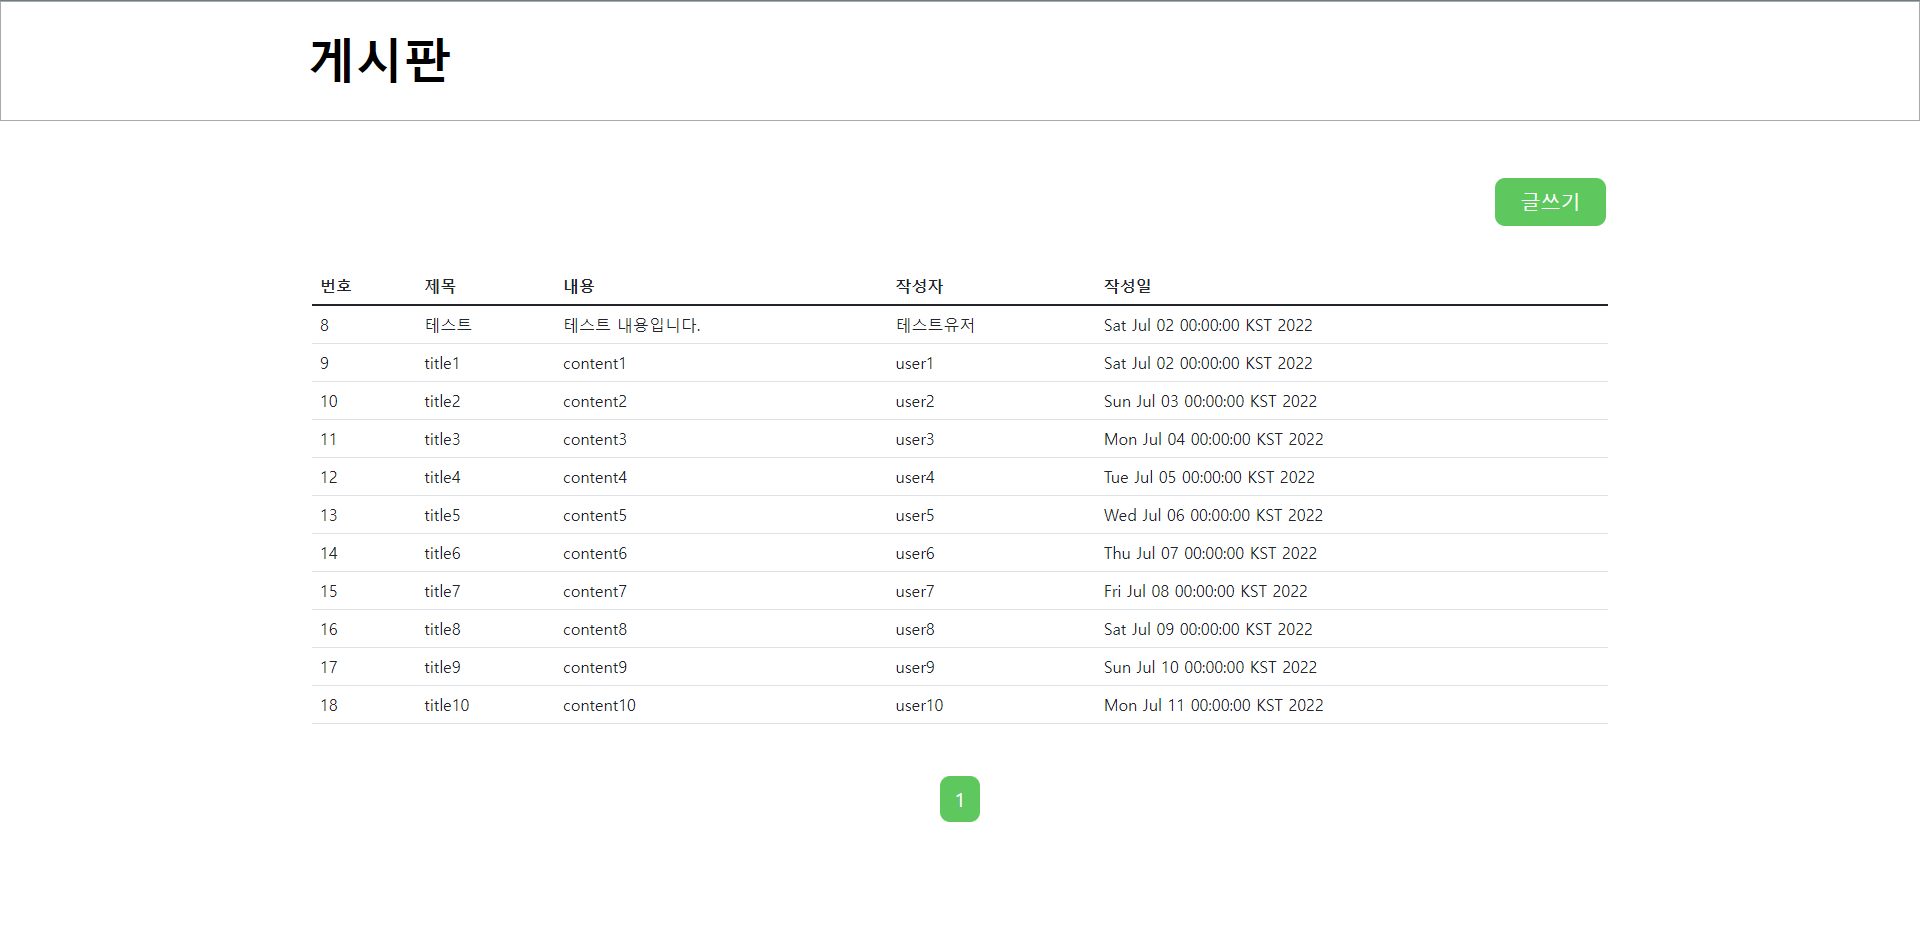 게시판
글쓰기
번호 제목 내용 작성자 작성일
8 테스트 테스트 내용입니다. 테스트유저 Sat Jul 02 00:00:00 KST 2022
9 title1 content1 user1 Sat Jul 02 00:00:00 KST 2022
10 title2 content2 user2 Sun Jul 03 00:00:00 KST 2022
11 title3 content3 user3 Mon Jul 04 00:00:00 KST 2022
12 title4 content4 user4 Tue Jul 05 00:00:00 KST 2022
13 title5 content5 user5 Wed Jul 06 00:00:00 KST 2022
14 title6 content6 user6 Thu Jul 07 00:00:00 KST 2022
15 title7 content7 user7 Fri Jul 08 00:00:00 KST 2022
16 title8 content8 user8 Sat Jul 09 00:00:00 KST 2022
17 title9 content9 user9 Sun Jul 10 00:00:00 KST 2022
18 title10 content10 user10 Mon Jul 11 00:00:00 KST 2022
1